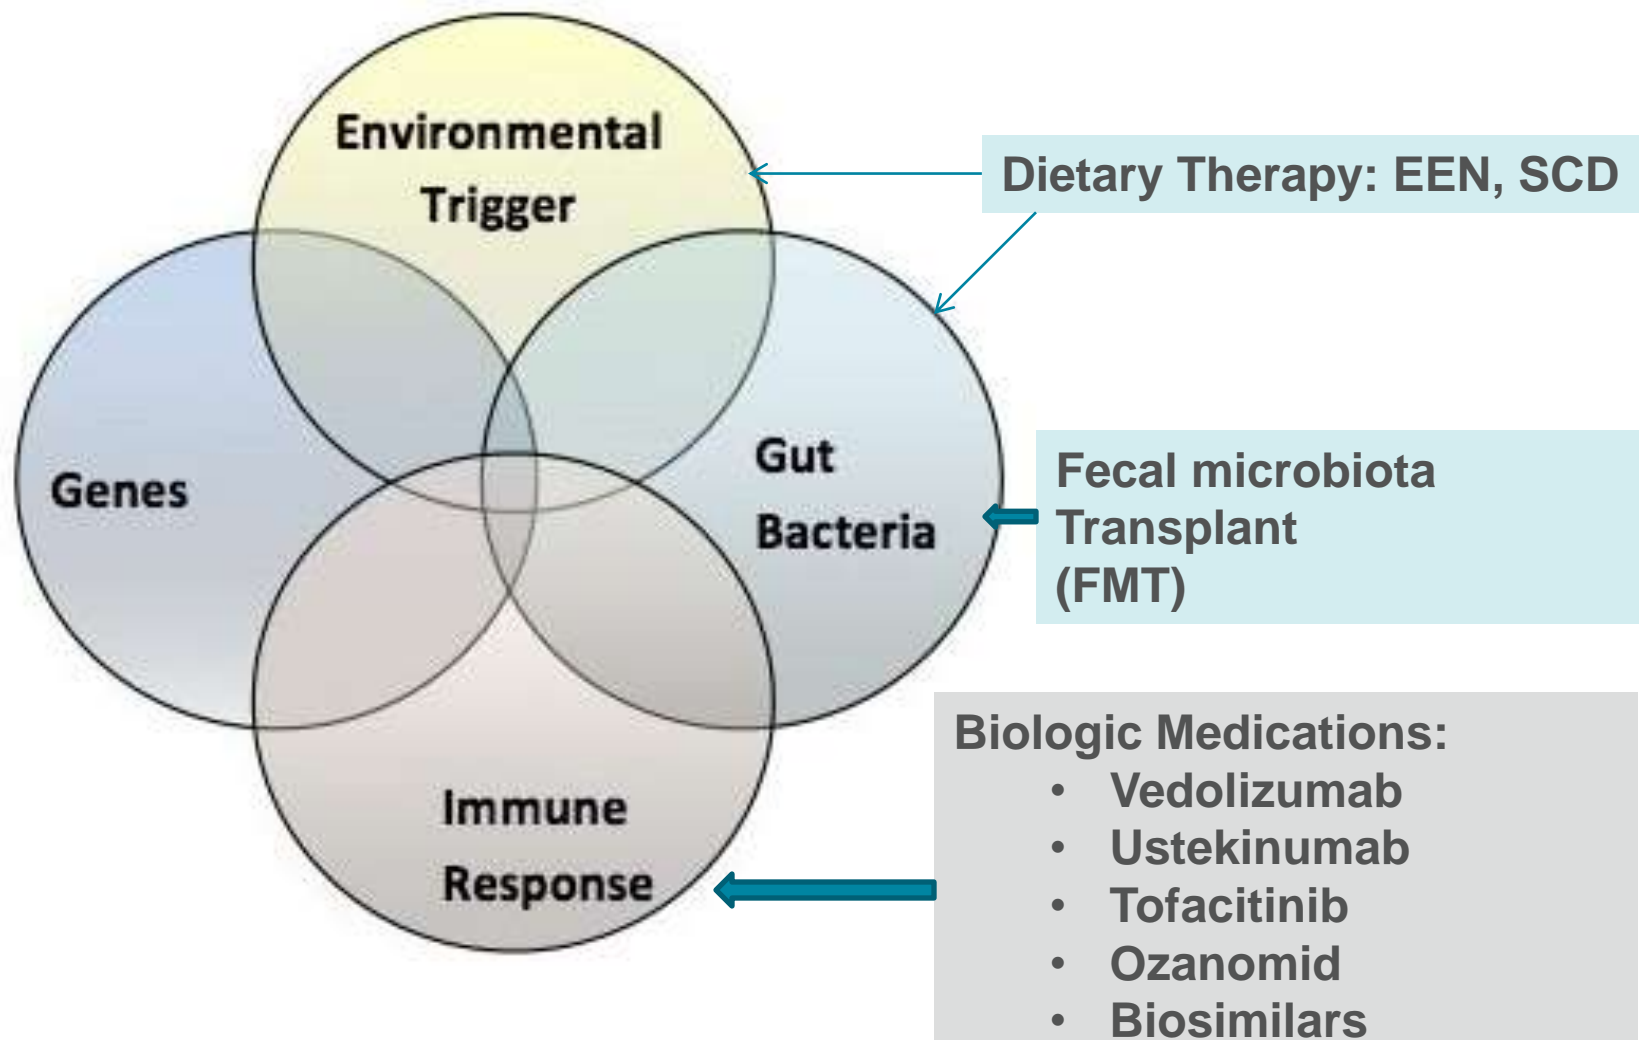 Environmental
Trigger
Dietary Therapy: EEN, SCD
Genes
Gut
Bacteria
Fecal microbiota
Transplant
(FMT)
Immune
Response
Biologic Medications:
• Vedolizumab
• Ustekinumab
• Tofacitinib
• Ozanomid
• Biosimilars